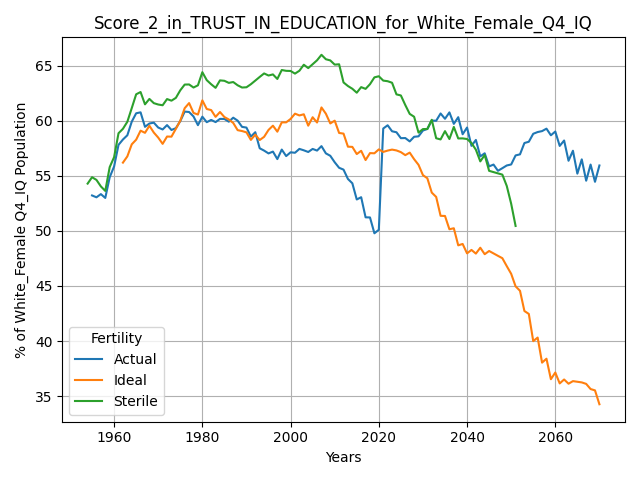 Score_2_in_TRUST_IN_EDUCATION_for_White_Female_Q4_IQ
% of White_Female Q4_IQ Population
65
60
55
50
45
40
35
Fertility
Actual
Ideal
Sterile
1960 1980 2000 2020 2040 2060
Years